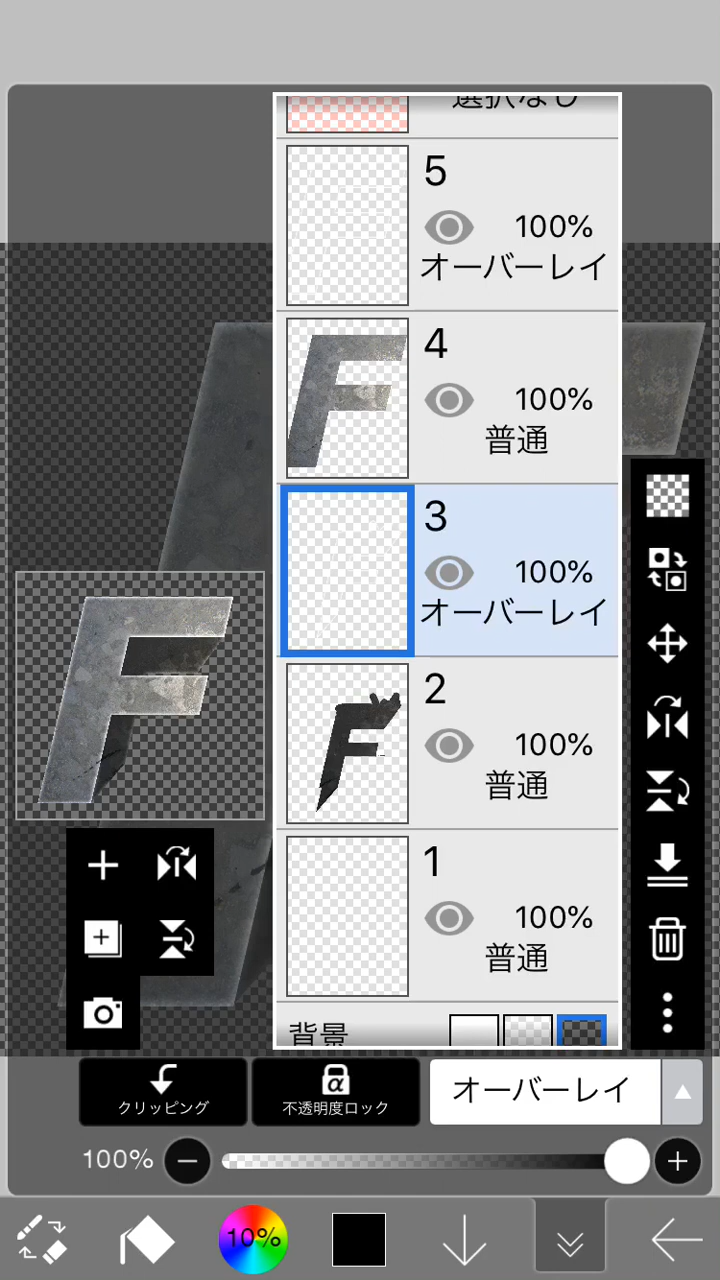 選択なし
5
100%
オーバーレイ
4
100%
普通
3
100%
オーバーレイ
F
2
100%
普通
1
100%
普通
背景
クリッピング
α
不透明度ロック
オーバーレイ
100%
10%